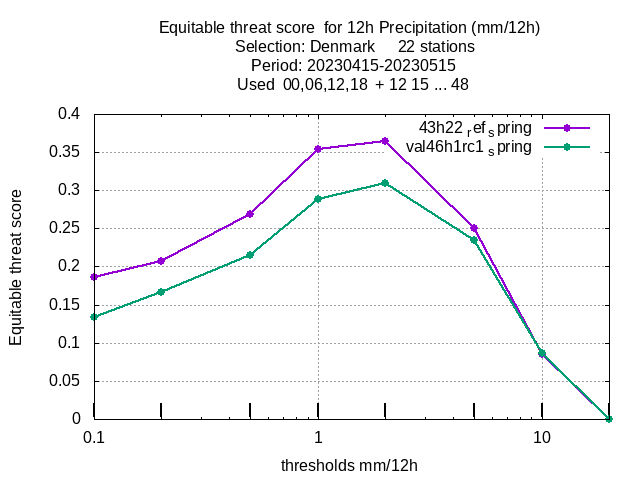 Equitable threat score  for 12h Precipitation (mm/12h)
Selection: Denmark     22 stations
Period: 20230415-20230515
Used  00,06,12,18  + 12 15 ... 48
43h22 ref spring
val46h1rc1 spring
Equitable threat score
0.4
0.35
0.3
0.25
0.2
0.15
0.1
0.05
0
0.1 1 10
thresholds mm/12h